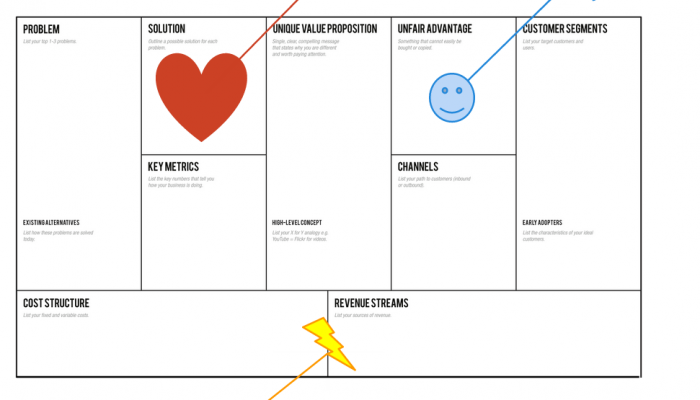 PROBLEM
List your top 1-3 problems.
EXISTING ALTERNATIVES
List how these problems are solved
today.
SOLUTION
Outline a possible solution for each
problem.
KEY METRICS
List the key numbers that tell you
how your business is doing.
UNIQUE VALUE PROPOSITION
Single, clear, compelling message
that states why you are different
and worth paying attention.
HIGH-LEVEL CONCEPT
List your X for Y analogy e.g.
YouTube = Flickr for videos.
UNFAIR ADVANTAGE
Something that cannot easily be
bought or copied.
CHANNELS
List your path to customers (inbound
or outbound).
CUSTOMER SEGMENTS
List your target customers and
users.
EARLY ADOPTERS
List the characteristics of your ideal
customers.
COST STRUCTURE
List your fixed and variable costs.
REVENUE STREAMS
List your sources of revenue.